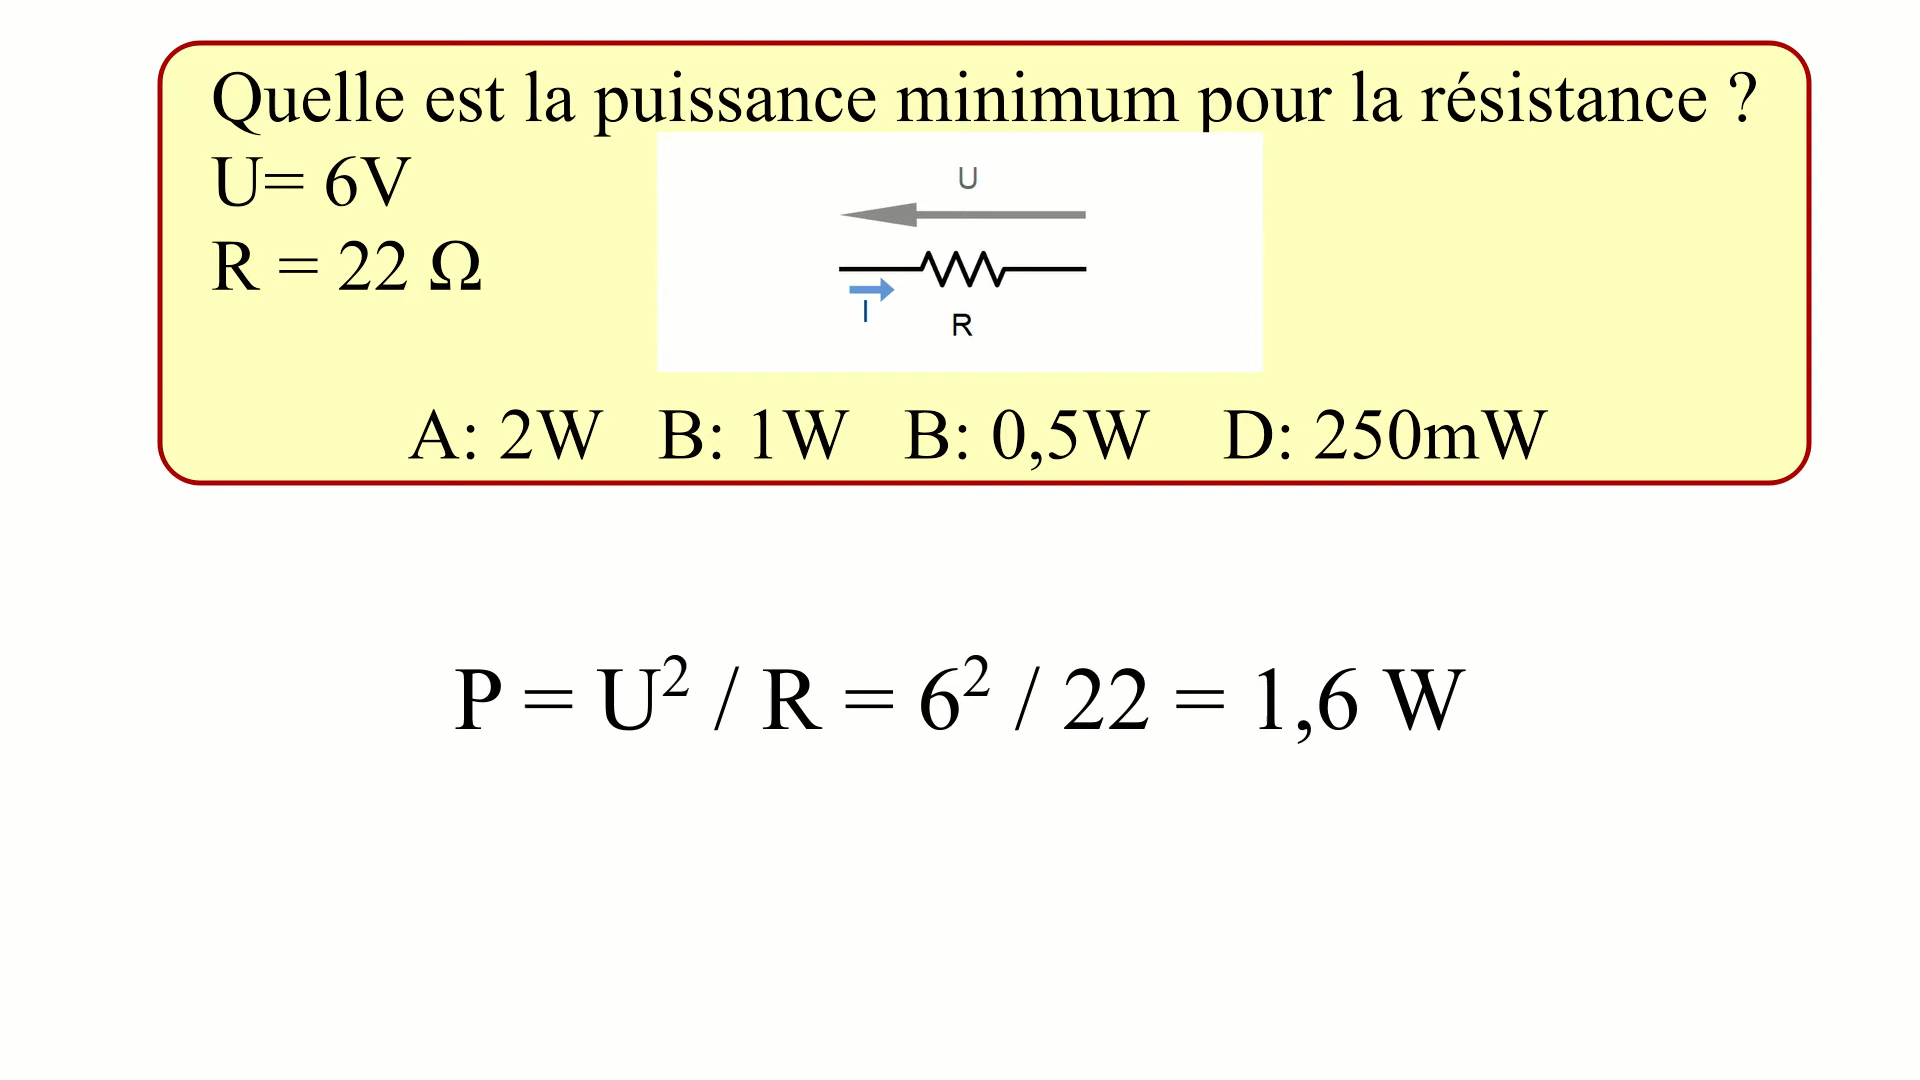 Quelle est la puissance minimum pour la résistance ?
U= 6V
R = 22 Ω
U
I
R
A: 2W B: 1W B: 0,5W D: 250mW
P = U² / R = 6² / 22 = 1,6 W